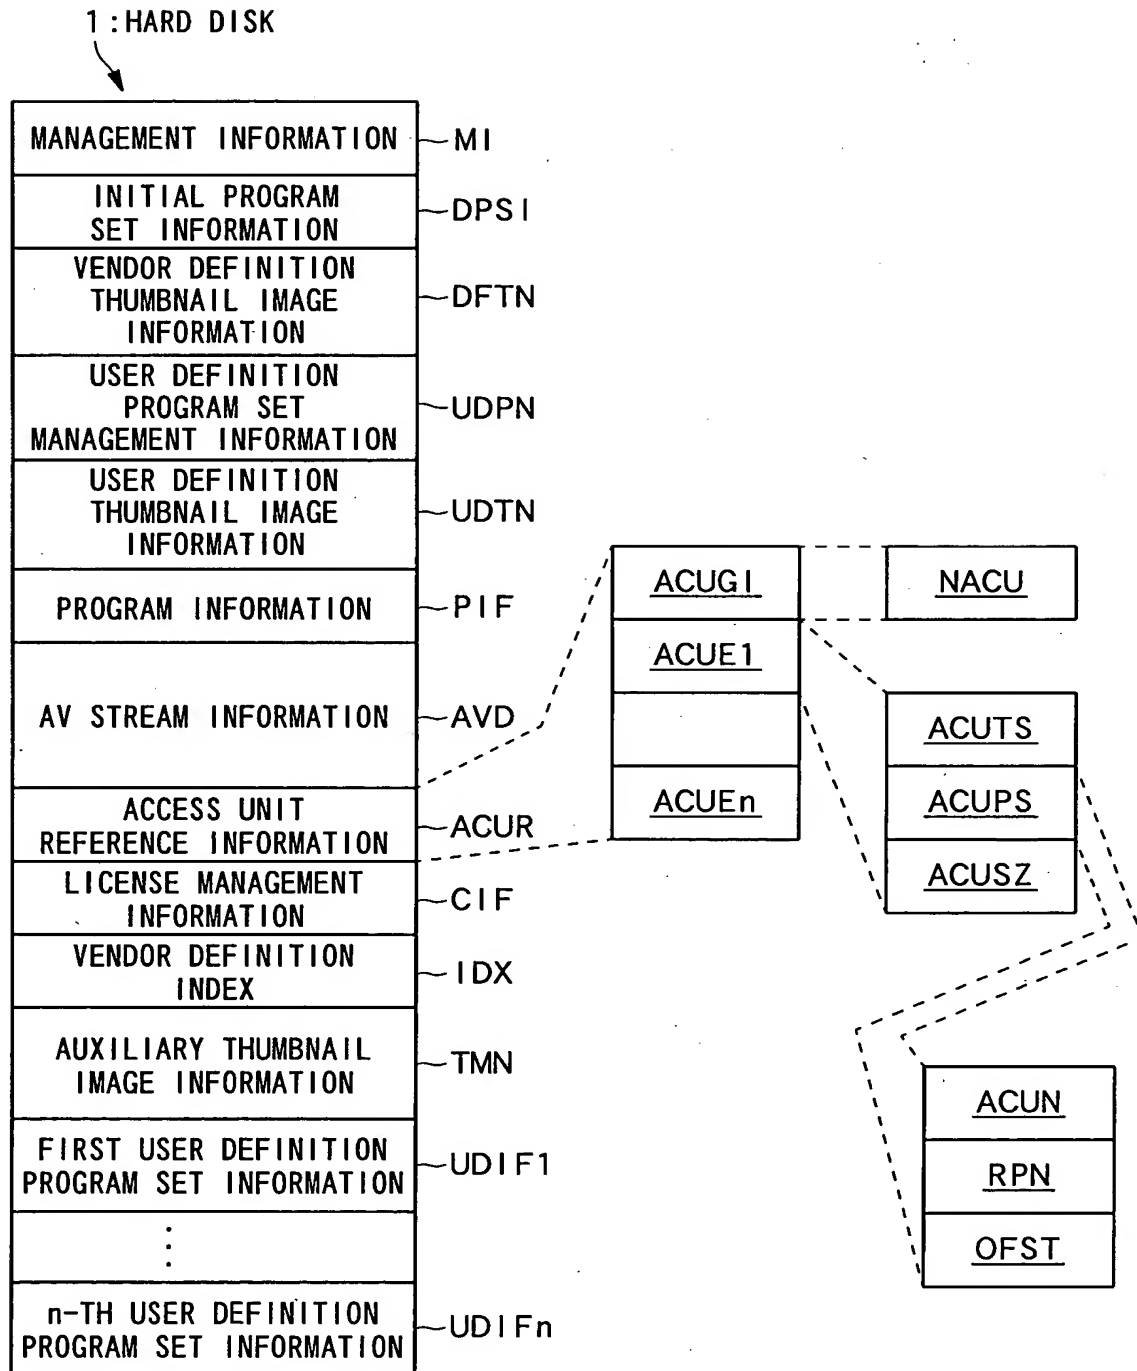 1:HARD DISK
MANAGEMENT INFORMATION
MI
INITIAL PROGRAM
SET INFORMATION
DPSI
VENDOR DEFINITION
THUMBNAIL IMAGE
INFORMATION
DFTN
USER DEFINITION
PROGRAM SET
MANAGEMENT INFORMATION
UDPN
USER DEFINITION
THUMBNAIL IMAGE
INFORMATION
UDTN
PROGRAM INFORMATION
PIF
AV STREAM INFORMATION
AVD
ACCESS UNIT
REFERENCE INFORMATION
ACUR
LICENSE MANAGEMENT
INFORMATION
CIF
VENDOR DEFINITION
INDEX
IDX
AUXILIARY THUMBNAIL
IMAGE INFORMATION
TMN
FIRST USER DEFINITION
PROGRAM SET INFORMATION
UDIF1
⋮
n-TH USER DEFINITION
PROGRAM SET INFORMATION
UDIFn
ACUGI
ACUE1
ACUEn
NACU
ACUTS
ACUPS
ACUSZ
ACUN
RPN
OFST